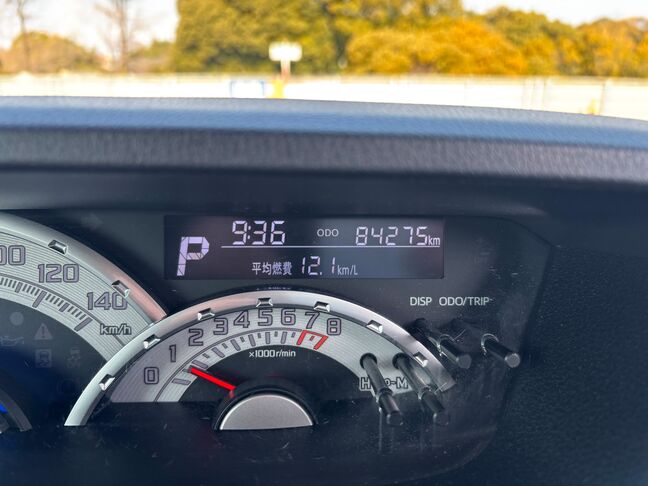 9:36 ODO 84275km
P
平均燃費 12.1km/L
DISP ODO/TRIP
120
140
km/h
0 1 2 3 4 5 6 7 8
×1000r/min